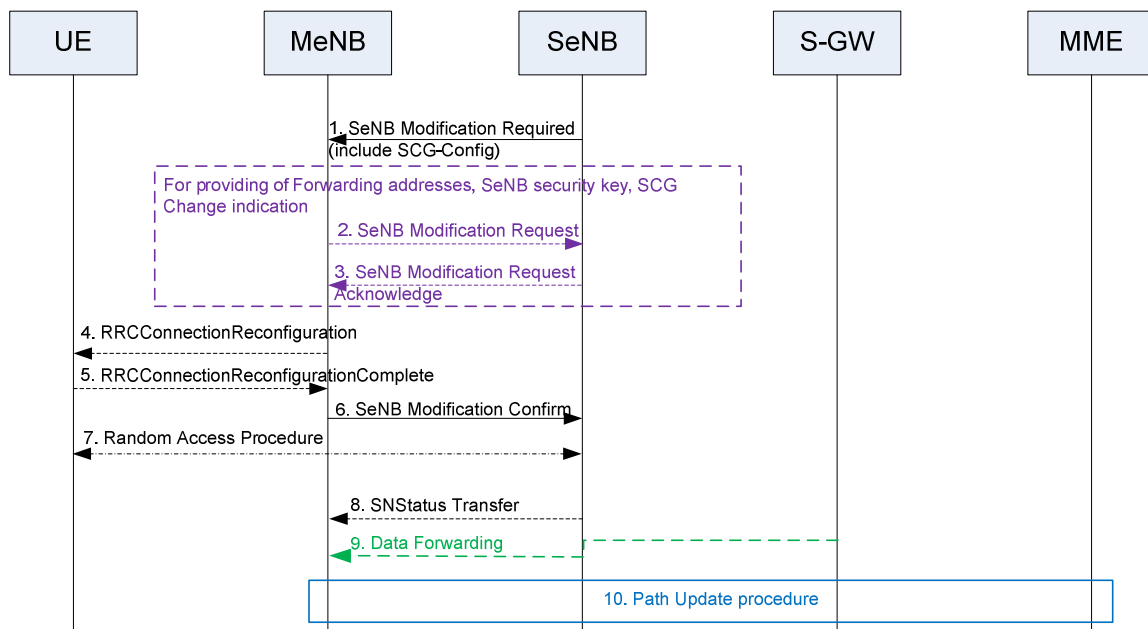 UE
MeNB
SeNB
S-GW
MME
1. SeNB Modification Required
(include SCG-Config)
For providing of Forwarding addresses, SeNB security key, SCG
Change indication
2. SeNB Modification Request
3. SeNB Modification Request
Acknowledge
4. RRCConnectionReconfiguration
5. RRCConnectionReconfigurationComplete
6. SeNB Modification Confirm
7. Random Access Procedure
8. SNStatus Transfer
9. Data Forwarding
10. Path Update procedure